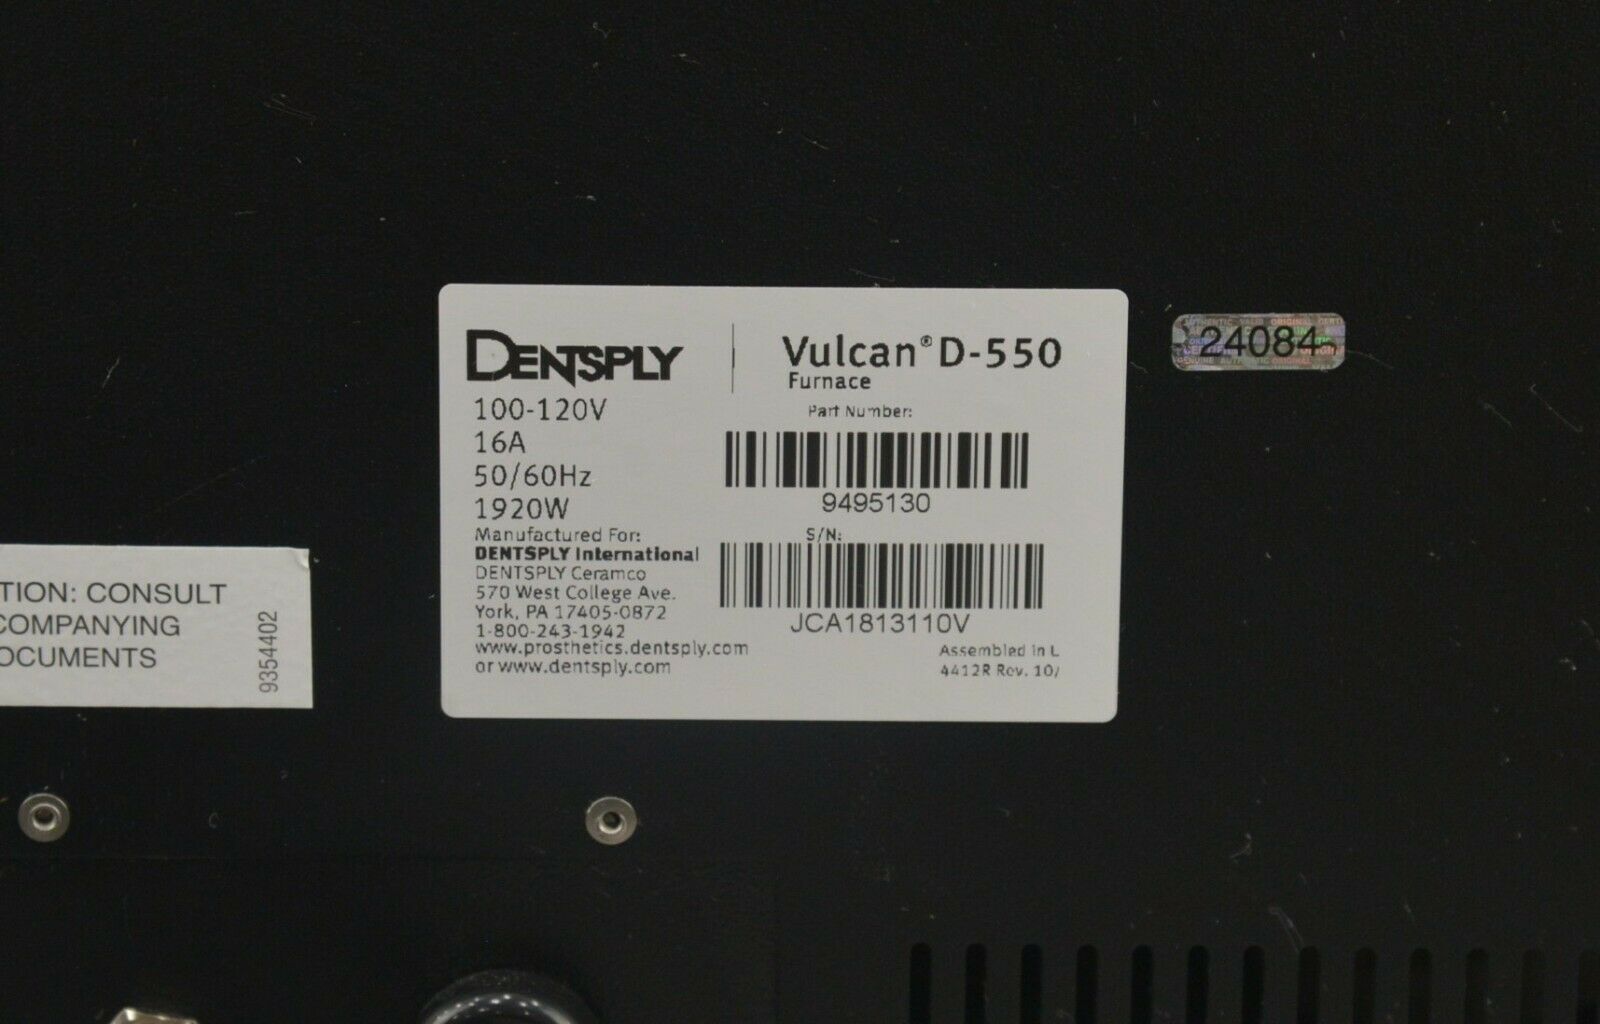 DENTSPLY
100-120V
16A
50/60Hz
1920W
Manufactured For:
DENTSPLY International
DENTSPLY Ceramco
570 West College Ave.
York, PA 17405-0872
1-800-243-1942
www.prosthetics.dentsply.com
or www.dentsply.com
Vulcan® D-550
Furnace
Part Number:
9495130
S/N:
JCA1813110V
Assembled in
4412R Rev. 10/
24084
TION: CONSULT
COMPANYING
OCUMENTS
9354402